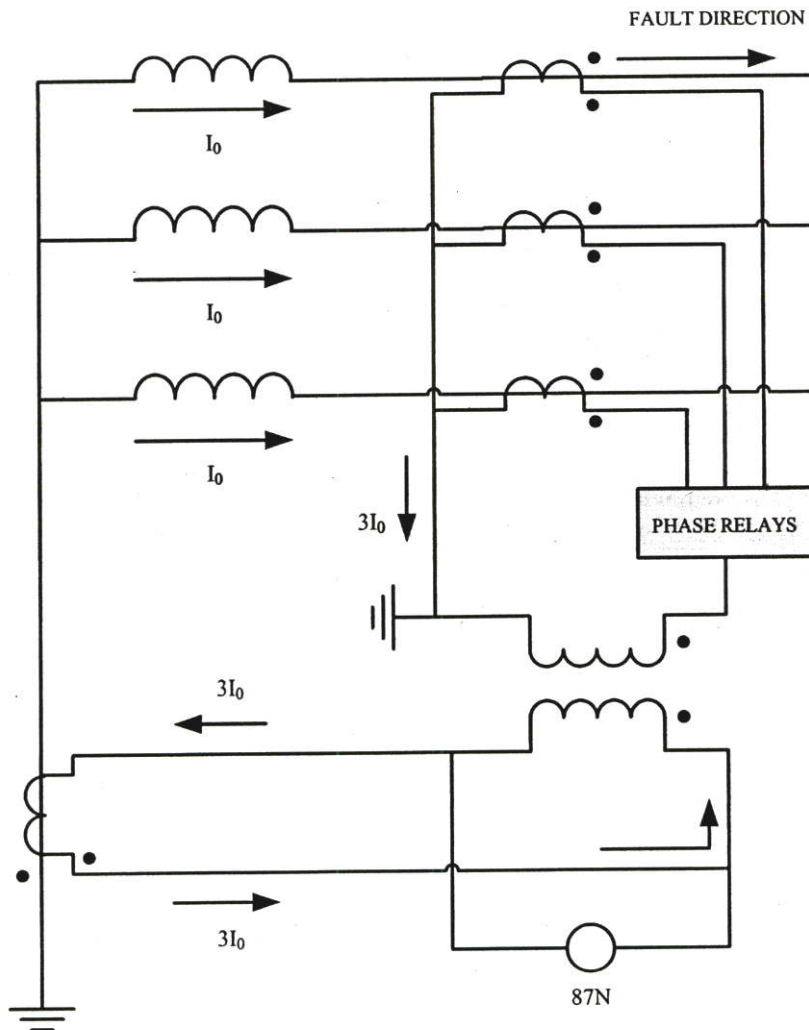 FAULT DIRECTION
I₀
I₀
I₀
3I₀
PHASE RELAYS
3I₀
3I₀
87N